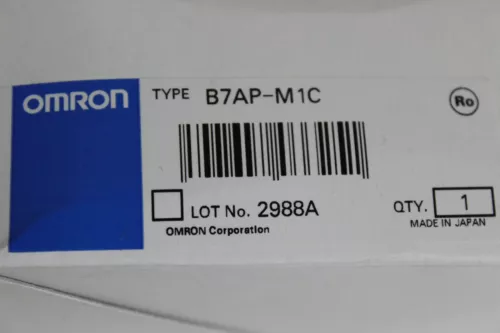 OMRON
TYPE B7AP-M1C
Ro
LOT No. 2988A
QTY. 1
OMRON Corporation
MADE IN JAPAN